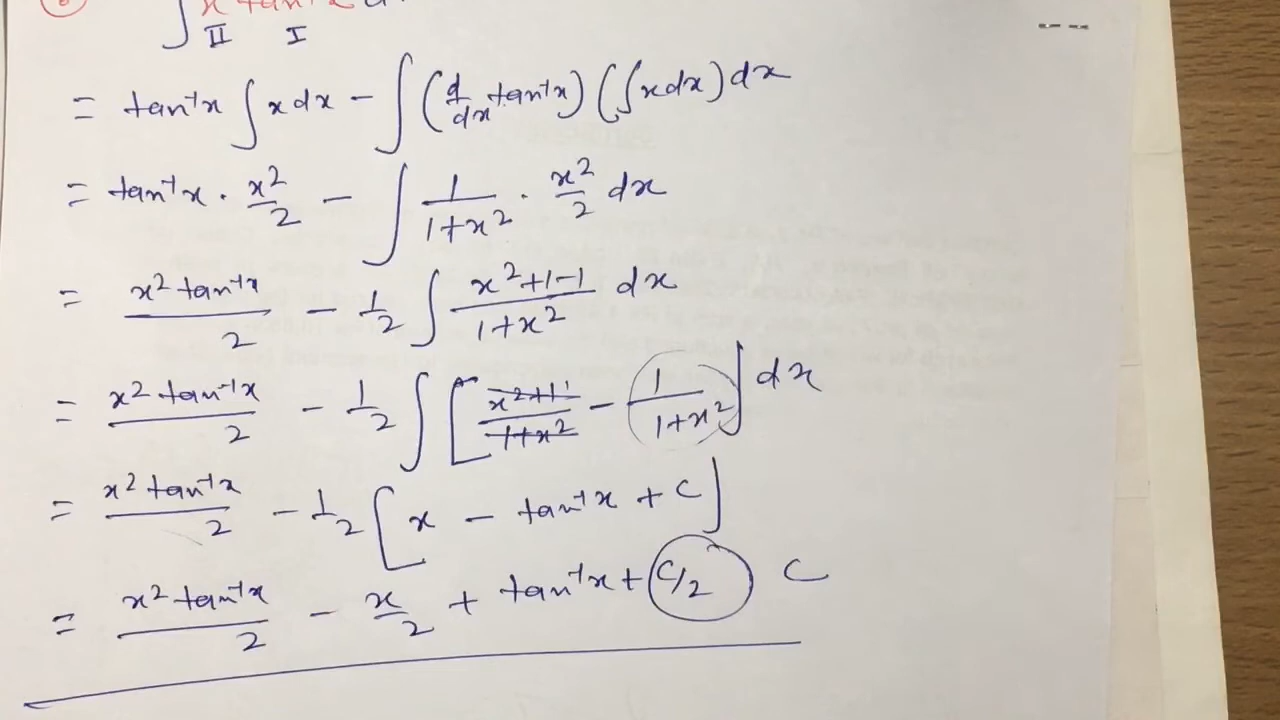 ∫ x tan⁻¹x d
II I
= tan⁻¹x ∫ x dx − ∫ (d/dx tan⁻¹x) (∫x dx) dx
= tan⁻¹x · x²/2 − ∫ 1/(1+x²) · x²/2 dx
= x² tan⁻¹x/2 − 1/2 ∫ (x²+1−1)/(1+x²) dx
= x² tan⁻¹x/2 − 1/2 ∫ [(x²+1)/(1+x²) − 1/(1+x²)] dx
= x² tan⁻¹x/2 − 1/2 [x − tan⁻¹x + c]
= x² tan⁻¹x/2 − x/2 + tan⁻¹x + c/2 C